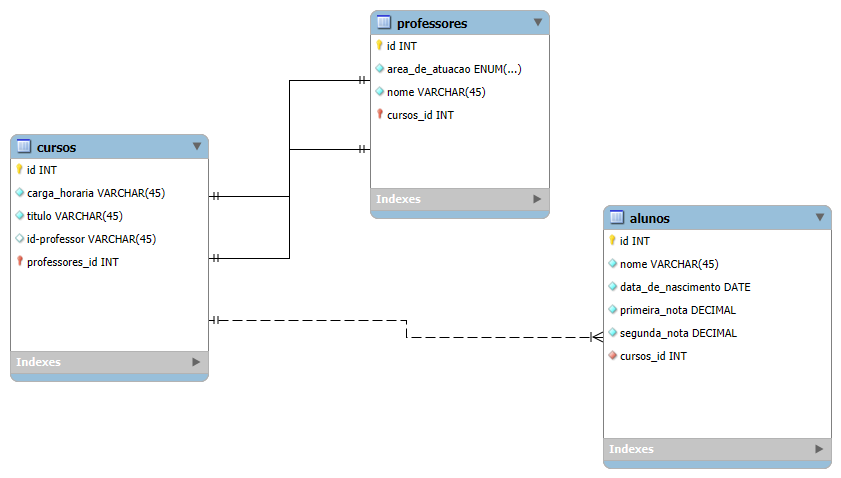 professores
id INT
area_de_atuacao ENUM(...)
nome VARCHAR(45)
cursos_id INT
Indexes
cursos
id INT
carga_horaria VARCHAR(45)
titulo VARCHAR(45)
id-professor VARCHAR(45)
professores_id INT
Indexes
alunos
id INT
nome VARCHAR(45)
data_de_nascimento DATE
primeira_nota DECIMAL
segunda_nota DECIMAL
cursos_id INT
Indexes